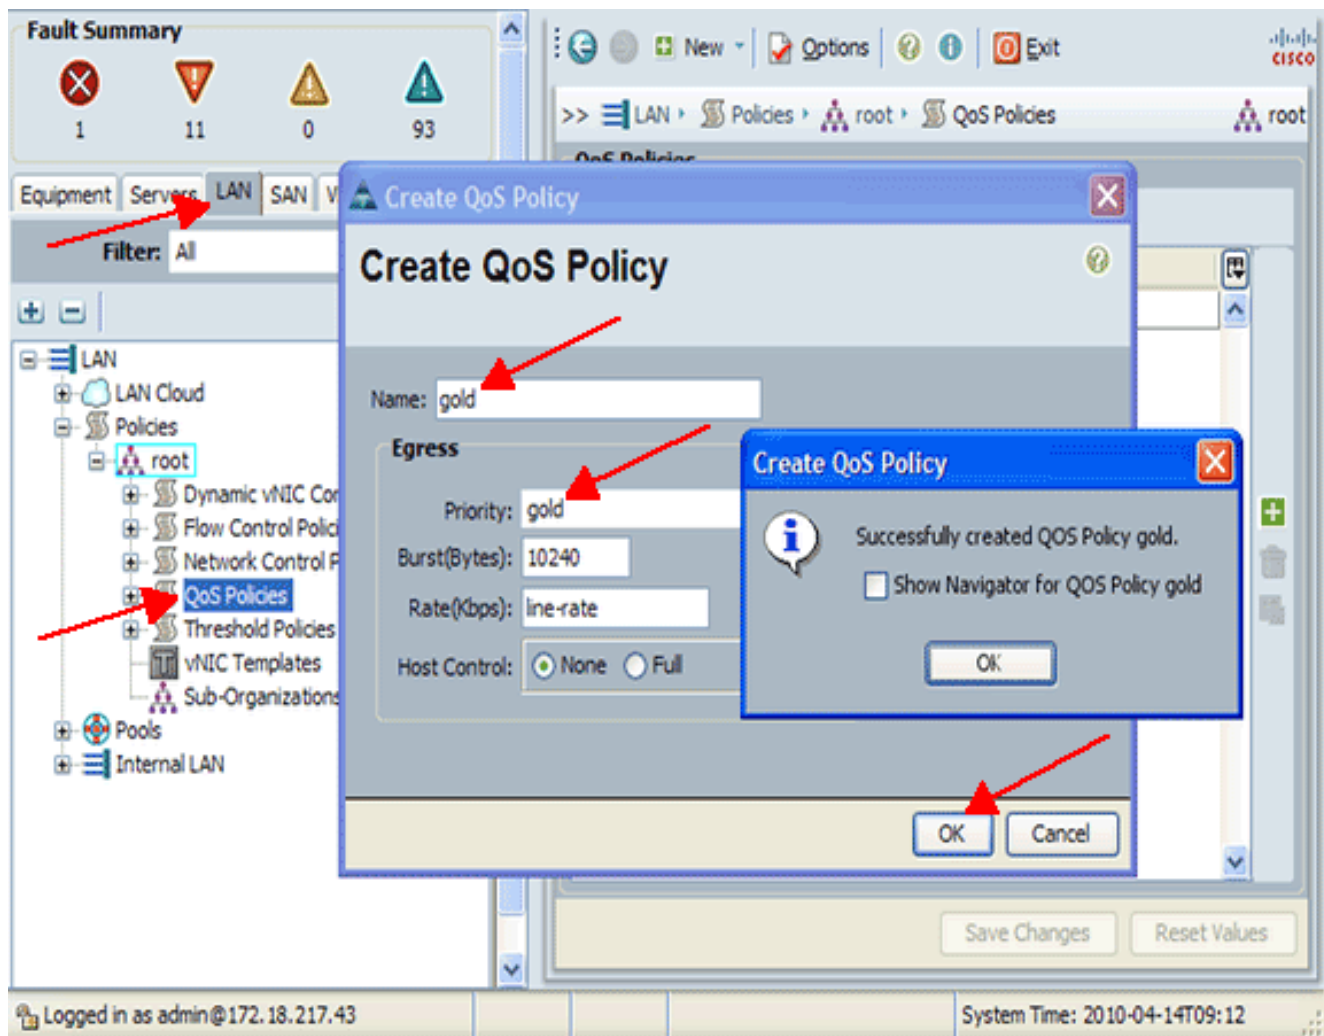 Fault Summary
1 11 0 93
New Options Exit
CISCO
>> LAN Policies root QoS Policies root
QoS Policies
Equipment Servers LAN SAN V
Filter: All
LAN
LAN Cloud
Policies
root
Dynamic vNIC Con
Flow Control Polici
Network Control P
QoS Policies
Threshold Policies
vNIC Templates
Sub-Organizations
Pools
Internal LAN
Create QoS Policy
Create QoS Policy
Name: gold
Egress
Priority: gold
Burst(Bytes): 10240
Rate(Kbps): line-rate
Host Control: None Full
OK Cancel
Create QoS Policy
Successfully created QOS Policy gold.
Show Navigator for QOS Policy gold
OK
Save Changes Reset Values
Logged in as admin@172.18.217.43
System Time: 2010-04-14T09:12